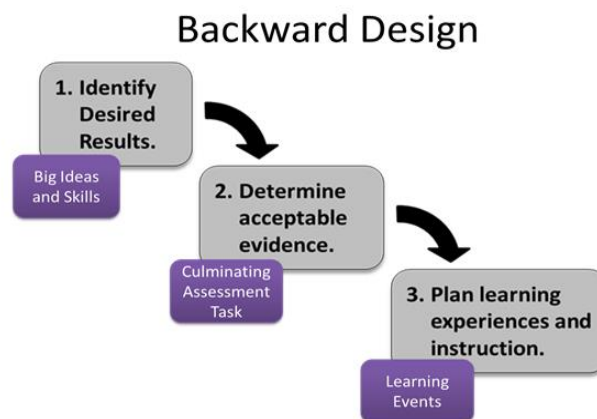 Backward Design
1. Identify
Desired
Results.
Big Ideas
and Skills
2. Determine
acceptable
evidence.
Culminating
Assessment
Task
3. Plan learning
experiences and
instruction.
Learning
Events